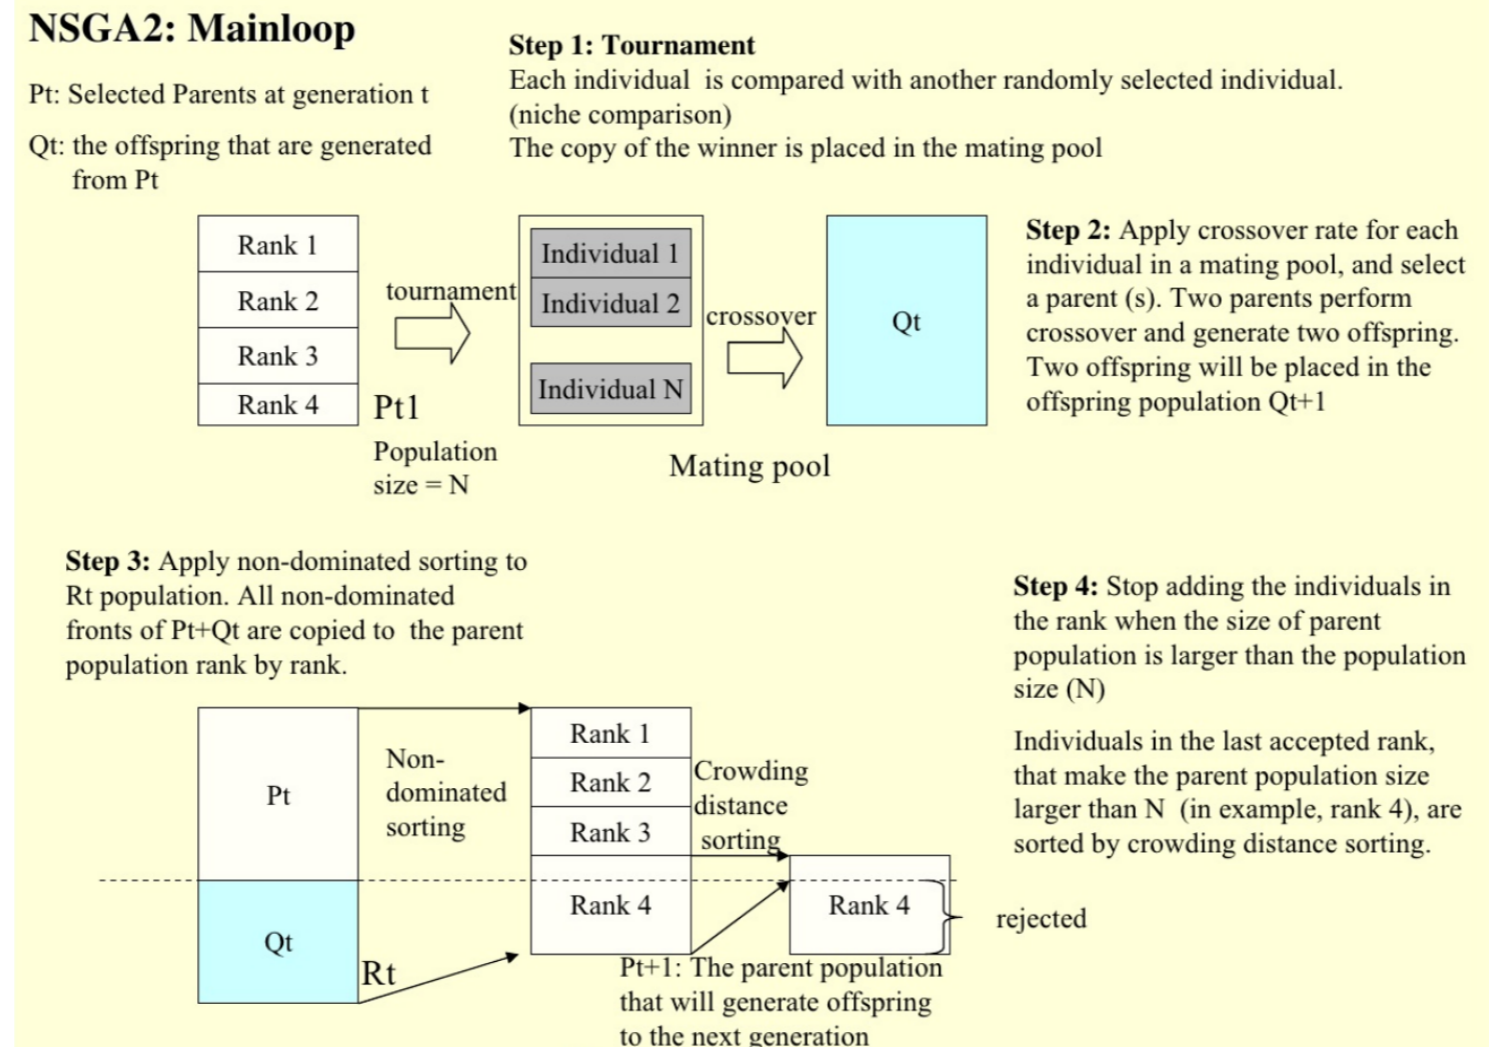 NSGA2: Mainloop
Pt: Selected Parents at generation t
Qt: the offspring that are generated
from Pt
Step 1: Tournament
Each individual is compared with another randomly selected individual.
(niche comparison)
The copy of the winner is placed in the mating pool
Rank 1
Rank 2
Rank 3
Rank 4
Pt1
Population
size = N
tournament
Individual 1
Individual 2
Individual N
Mating pool
crossover
Qt
Step 2: Apply crossover rate for each
individual in a mating pool, and select
a parent (s). Two parents perform
crossover and generate two offspring.
Two offspring will be placed in the
offspring population Qt+1
Step 3: Apply non-dominated sorting to
Rt population. All non-dominated
fronts of Pt+Qt are copied to the parent
population rank by rank.
Pt
Qt
Rt
Non-
dominated
sorting
Rank 1
Rank 2
Rank 3
Rank 4
Crowding
distance
sorting
Rank 4
rejected
Pt+1: The parent population
that will generate offspring
to the next generation
Step 4: Stop adding the individuals in
the rank when the size of parent
population is larger than the population
size (N)
Individuals in the last accepted rank,
that make the parent population size
larger than N (in example, rank 4), are
sorted by crowding distance sorting.